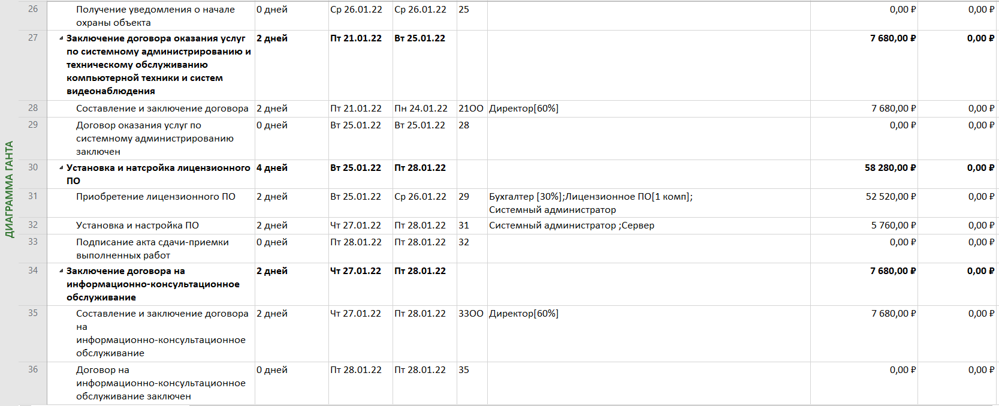 ДИАГРАММА ГАНТА
26 Получение уведомления о начале 0 дней Ср 26.01.22 Ср 26.01.22 25 0,00 ₽ 0,00 ₽
охраны объекта
27 Заключение договора оказания услуг 2 дней Пт 21.01.22 Вт 25.01.22 7 680,00 ₽ 0,00 ₽
по системному администрированию и
техническому обслуживанию
компьютерной техники и систем
видеонаблюдения
28 Составление и заключение договора 2 дней Пт 21.01.22 Пн 24.01.22 21ОО Директор[60%] 7 680,00 ₽ 0,00 ₽
29 Договор оказания услуг по 0 дней Вт 25.01.22 Вт 25.01.22 28 0,00 ₽ 0,00 ₽
системному администрированию
заключен
30 Установка и натсройка лицензионного 4 дней Вт 25.01.22 Пт 28.01.22 58 280,00 ₽ 0,00 ₽
ПО
31 Приобретение лицензионного ПО 2 дней Вт 25.01.22 Ср 26.01.22 29 Бухгалтер [30%];Лицензионное ПО[1 комп]; 52 520,00 ₽ 0,00 ₽
Системный администратор
32 Установка и настройка ПО 2 дней Чт 27.01.22 Пт 28.01.22 31 Системный администратор ;Сервер 5 760,00 ₽ 0,00 ₽
33 Подписание акта сдачи-приемки 0 дней Пт 28.01.22 Пт 28.01.22 32 0,00 ₽ 0,00 ₽
выполненных работ
34 Заключение договора на 2 дней Чт 27.01.22 Пт 28.01.22 7 680,00 ₽ 0,00 ₽
информационно-консультационное
обслуживание
35 Составление и заключение договора 2 дней Чт 27.01.22 Пт 28.01.22 33ОО Директор[60%] 7 680,00 ₽ 0,00 ₽
на
информационно-консультационное
обслуживание
36 Договор на 0 дней Пт 28.01.22 Пт 28.01.22 35 0,00 ₽ 0,00 ₽
информационно-консультационное
обслуживание заключен